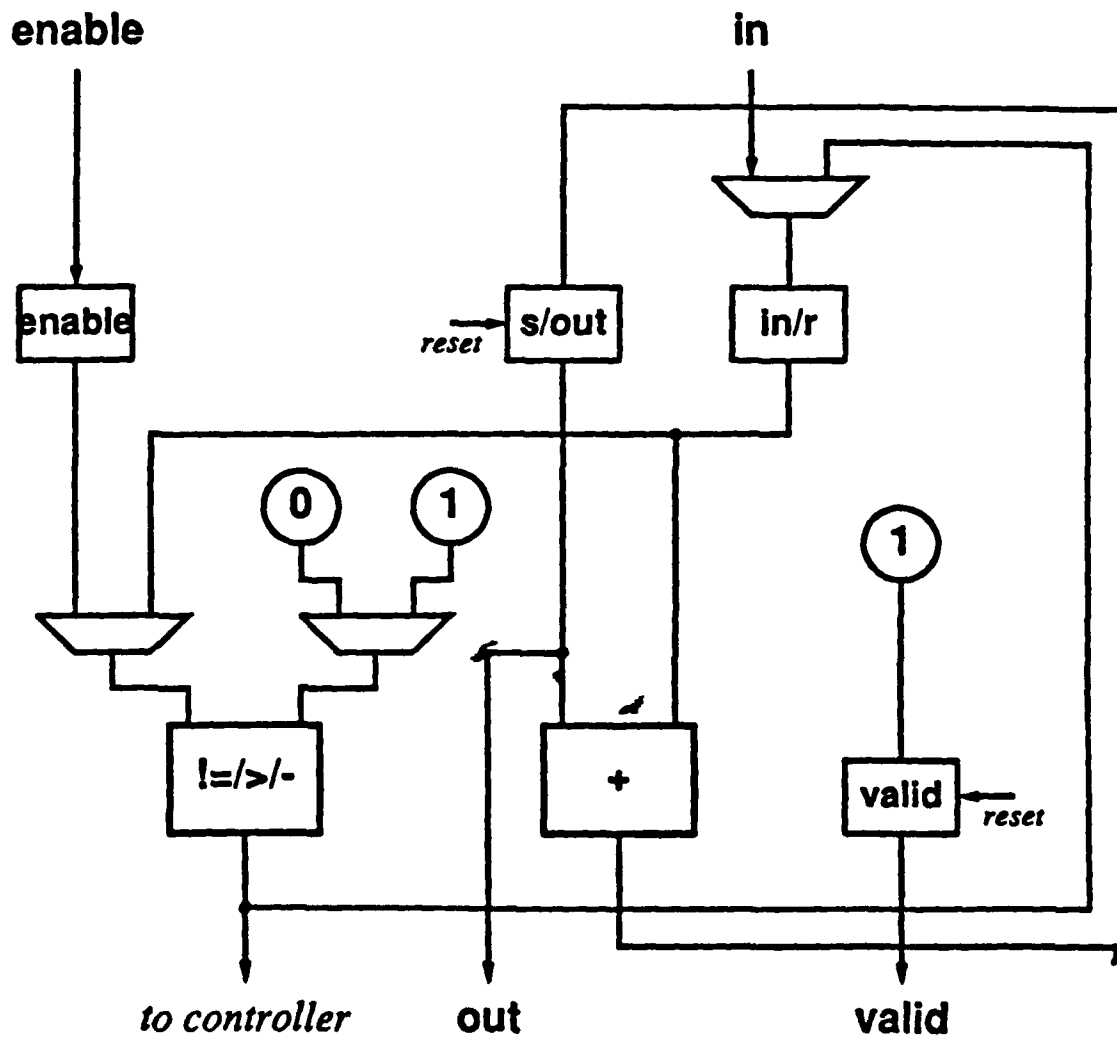 enable
in
enable
s/out
in/r
reset
0
1
1
!=/>/-
+
valid
reset
to controller
out
valid